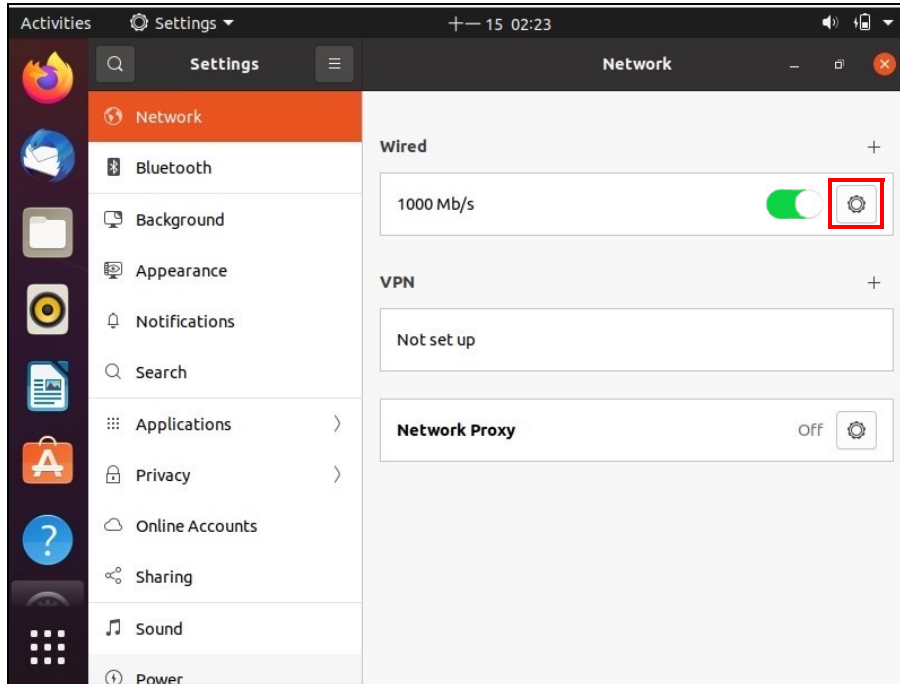 Activities Settings 十一 15 02:23
Settings Network
Network
Bluetooth
Background
Appearance
Notifications
Search
Applications
Privacy
Online Accounts
Sharing
Sound
Power
Wired
1000 Mb/s
VPN
Not set up
Network Proxy Off